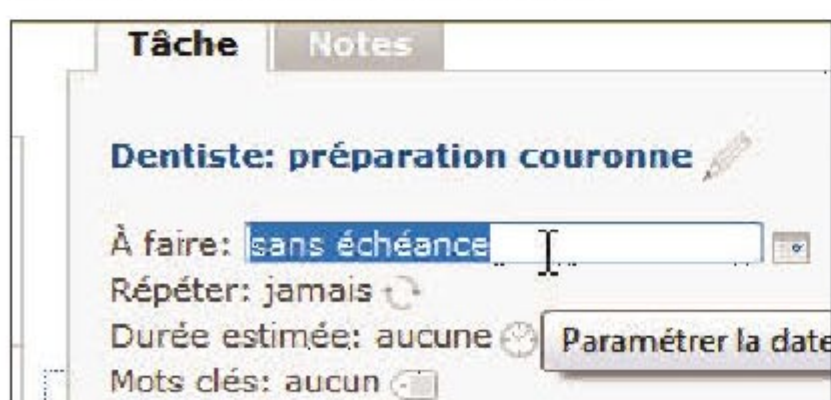 Tâche Notes
Dentiste: préparation couronne
À faire: sans échéance
Répéter: jamais
Durée estimée: aucune Paramétrer la date
Mots clés: aucun